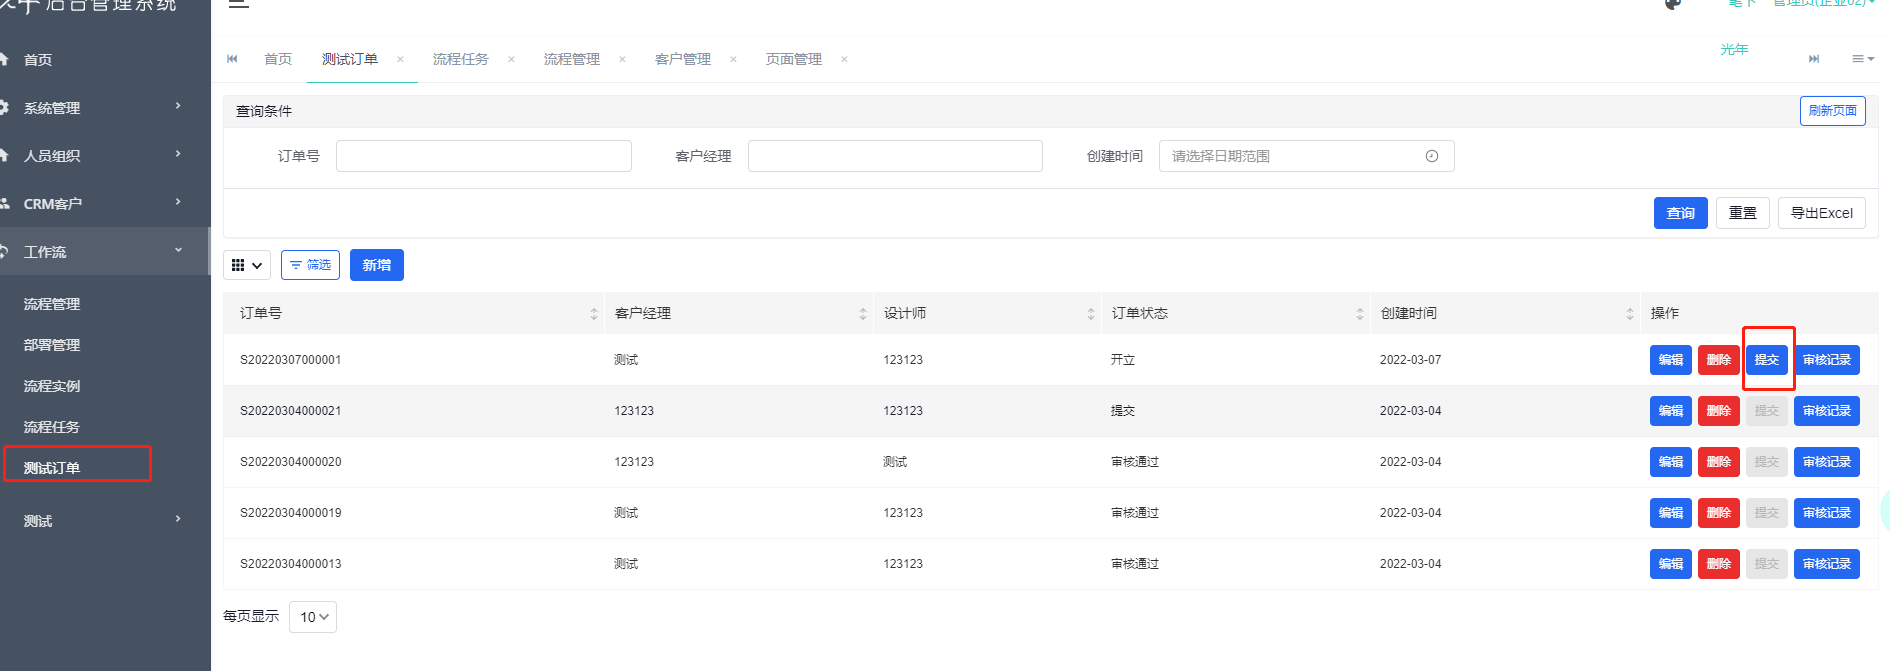 后台管理系统
管理员(企业02)
首页
系统管理
人员组织
CRM客户
工作流
流程管理
部署管理
流程实例
流程任务
测试订单
测试
首页 测试订单 × 流程任务 × 流程管理 × 客户管理 × 页面管理 ×
光年
查询条件 刷新页面
订单号 客户经理 创建时间 请选择日期范围
查询 重置 导出Excel
筛选 新增
订单号 客户经理 设计师 订单状态 创建时间 操作
S20220307000001 测试 123123 开立 2022-03-07 编辑 删除 提交 审核记录
S20220304000021 123123 123123 提交 2022-03-04 编辑 删除 提交 审核记录
S20220304000020 123123 测试 审核通过 2022-03-04 编辑 删除 提交 审核记录
S20220304000019 测试 123123 审核通过 2022-03-04 编辑 删除 提交 审核记录
S20220304000013 测试 123123 审核通过 2022-03-04 编辑 删除 提交 审核记录
每页显示 10